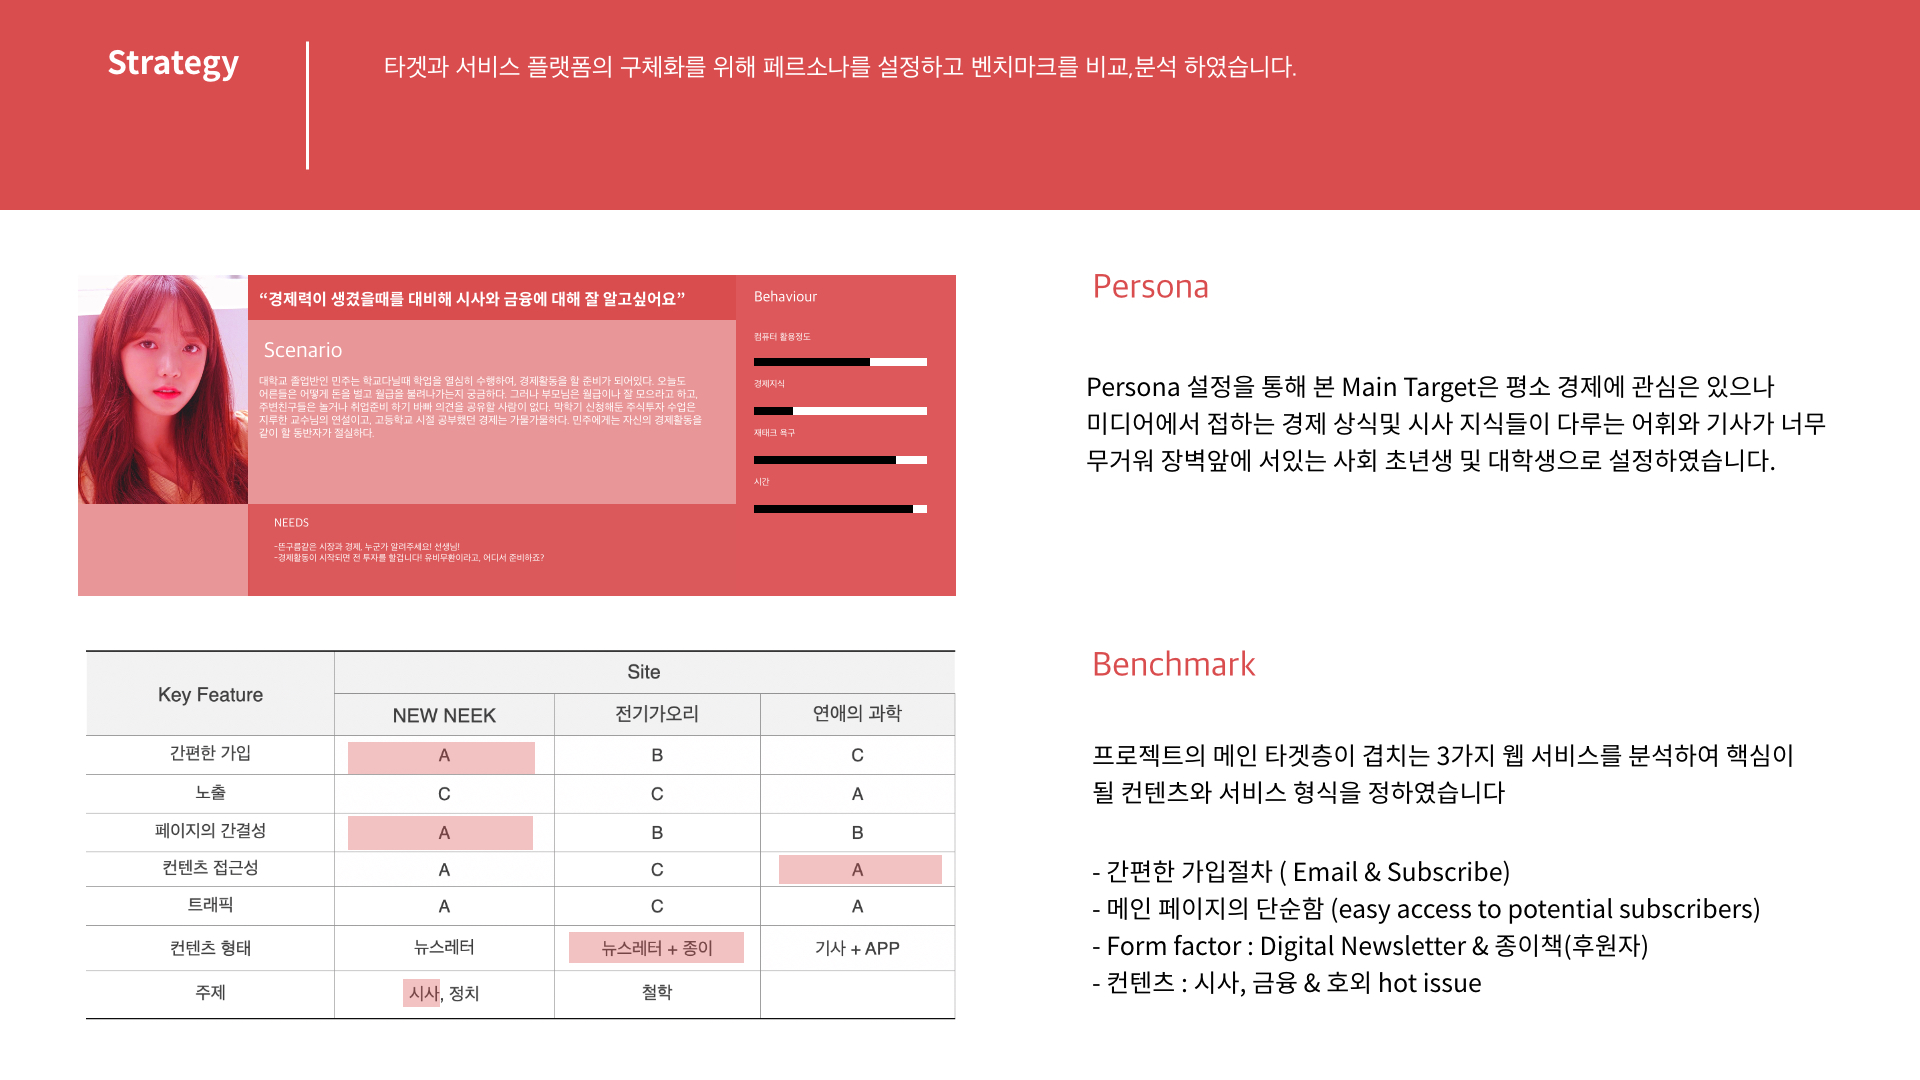 Strategy
타겟과 서비스 플랫폼의 구체화를 위해 페르소나를 설정하고 벤치마크를 비교,분석 하였습니다.
“경제력이 생겼을때를 대비해 시사와 금융에 대해 잘 알고싶어요”
Scenario
대학교 졸업반인 민주는 학교다닐때 학업을 열심히 수행하여, 경제활동을 할 준비가 되어있다. 오늘도
어른들은 어떻게 돈을 벌고 월급을 불려나가는지 궁금하다. 그러나 부모님은 월급이나 잘 모으라고 하고,
주변친구들은 놀거나 취업준비 하기 바빠 의견을 공유할 사람이 없다. 막학기 신청해둔 주식투자 수업은
지루한 교수님의 연설이고, 고등학교 시절 공부했던 경제는 가물가물하다. 민주에게는 자신의 경제활동을
같이 할 동반자가 절실하다.
NEEDS
-뜬구름같은 시장과 경제, 누군가 알려주세요! 선생님!
-경제활동이 시작되면 전 투자를 할겁니다! 유비무환이라고, 어디서 준비하죠?
Behaviour
컴퓨터 활용정도
경제지식
재태크 욕구
시간
Persona
Persona 설정을 통해 본 Main Target은 평소 경제에 관심은 있으나
미디어에서 접하는 경제 상식및 시사 지식들이 다루는 어휘와 기사가 너무
무거워 장벽앞에 서있는 사회 초년생 및 대학생으로 설정하였습니다.
Key Feature
Site
NEW NEEK 전기가오리 연애의 과학
간편한 가입 A B C
노출 C C A
페이지의 간결성 A B B
컨텐츠 접근성 A C A
트래픽 A C A
컨텐츠 형태 뉴스레터 뉴스레터 + 종이 기사 + APP
주제 시사, 정치 철학
Benchmark
프로젝트의 메인 타겟층이 겹치는 3가지 웹 서비스를 분석하여 핵심이
될 컨텐츠와 서비스 형식을 정하였습니다
- 간편한 가입절차 ( Email & Subscribe)
- 메인 페이지의 단순함 (easy access to potential subscribers)
- Form factor : Digital Newsletter & 종이책(후원자)
- 컨텐츠 : 시사, 금융 & 호외 hot issue